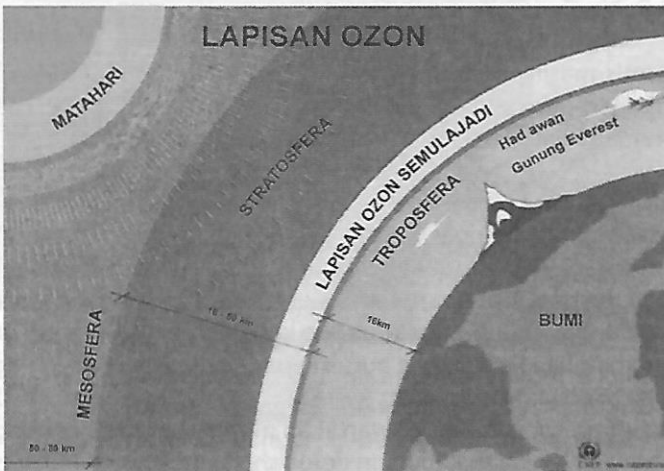 LAPISAN OZON
MATAHARI
STRATOSFERA
LAPISAN OZON SEMULAJADI
Had awan
Gunung Everest
TROPOSFERA
16km
BUMI
MESOSFERA